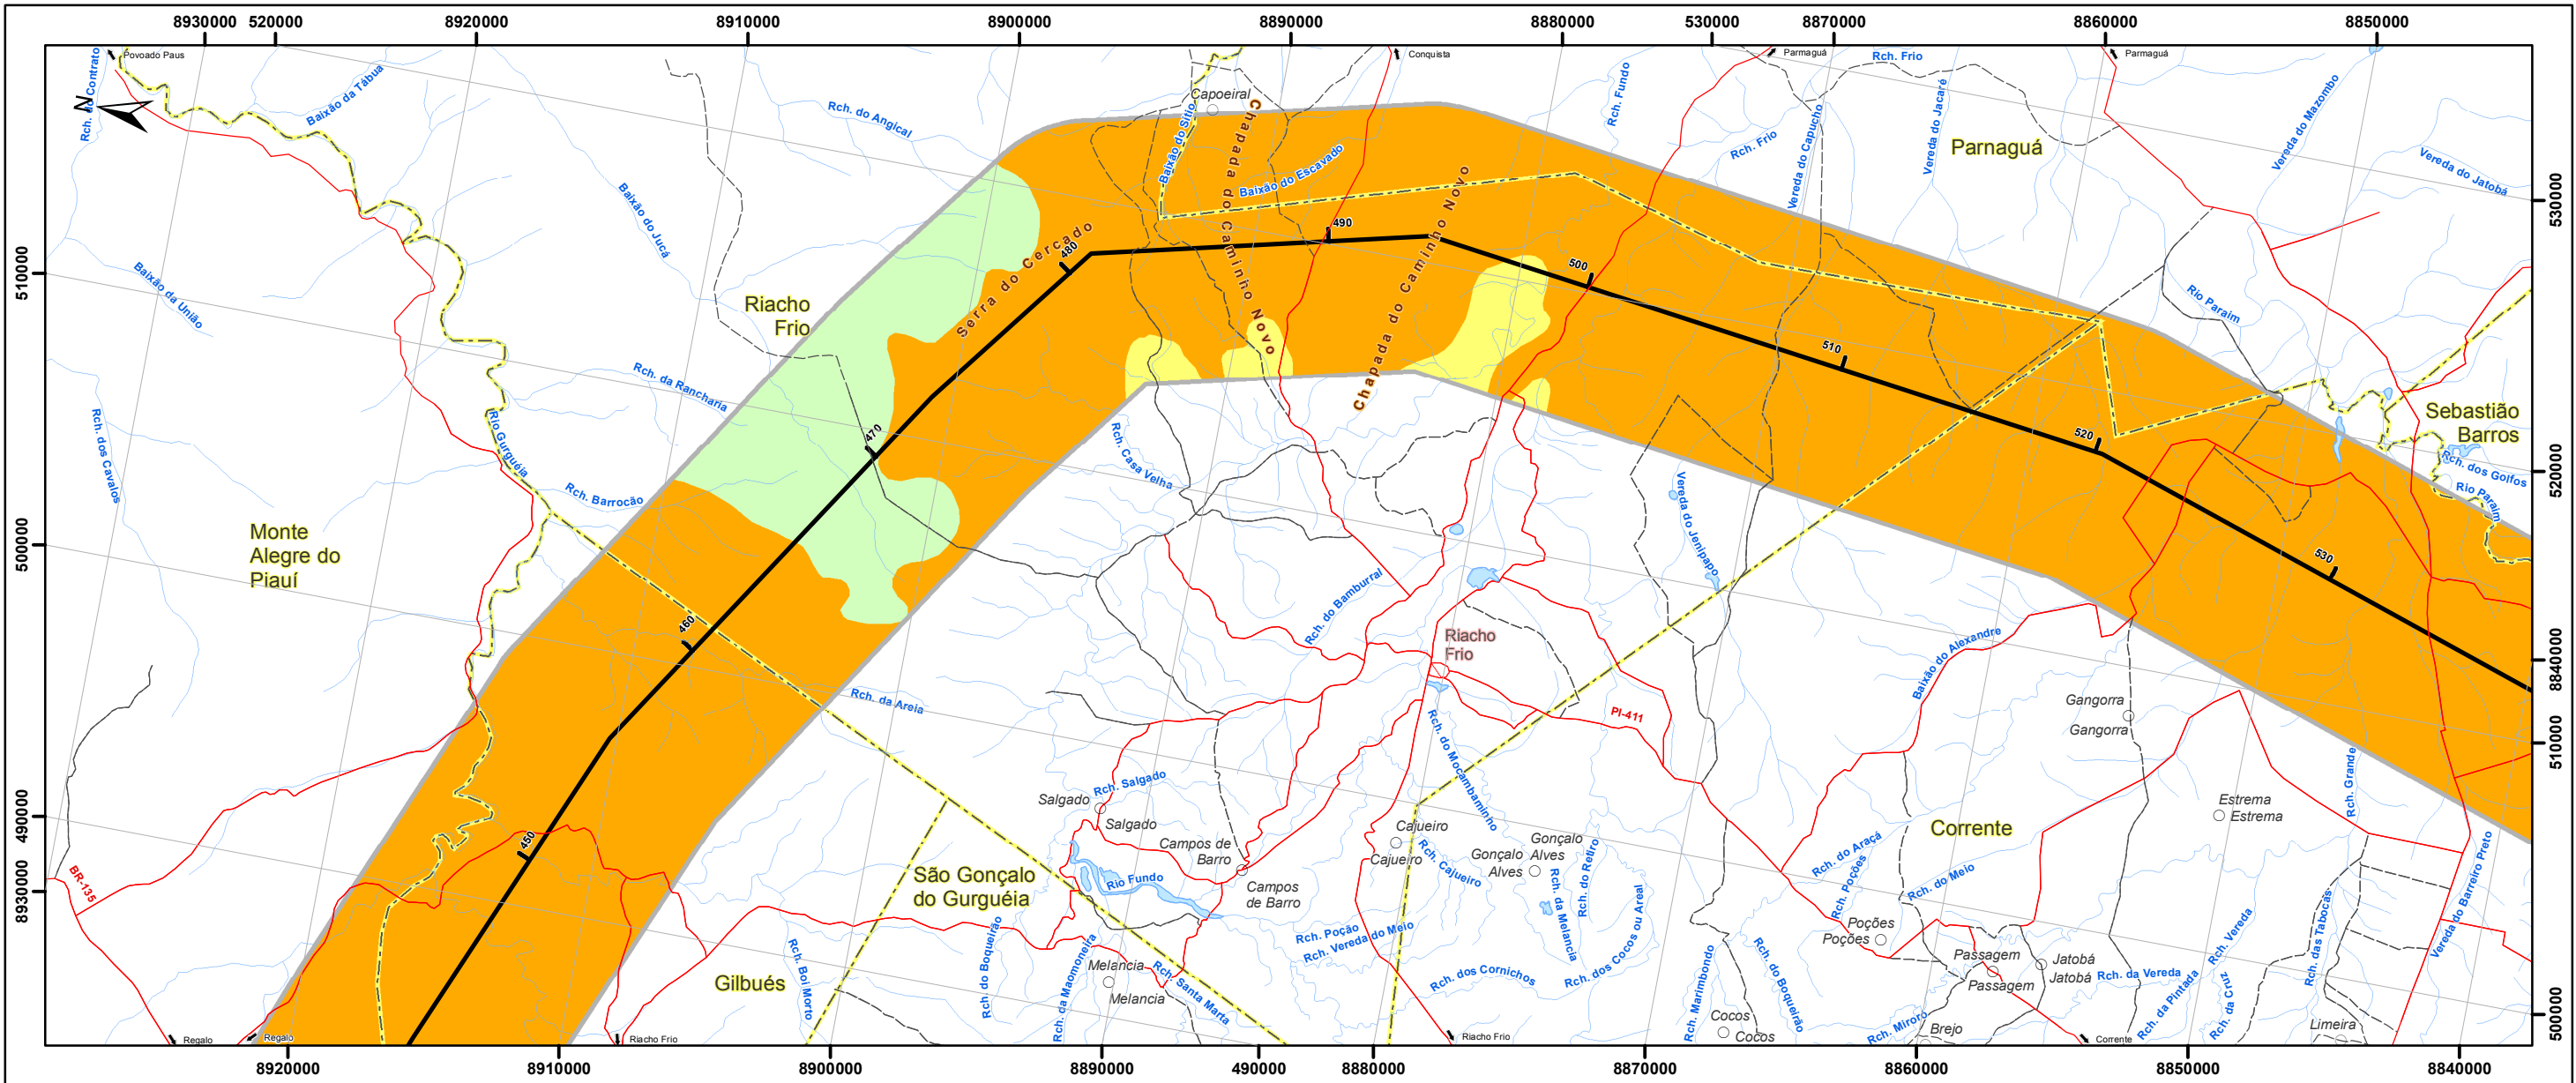 8930000 520000 8920000 8910000 8900000 8890000 8880000 530000 8870000 8860000 8850000
Povoado Paus
Conquista
Parmaguá
Parmaguá
Rch. do Contrato
N
Baixão da Tábua
Rch. do Angical
Capoeiral
Baixão do Sítio
Chapada do Caminho Novo
Baixão do Escavado
Rch. Fundo
Rch. Frio
Rch. Frio
Vereda do Capucho
Vereda do Jacaré
Parnaguá
Vereda do Mazombo
Vereda do Jatobá
530000
510000
Baixão da União
Baixão do Jucá
Riacho
Frio
Serra do Cercado
480
490
Chapada do Caminho Novo
500
510
520
530
Rio Paraim
Sebastião
Barros
520000
Rch. dos Golfos
Rio Paraim
Rch. da Rancharia
Rch. dos Cavalos
Rio Gurguéia
Rch. Barrocão
470
Rch. Casa Velha
Vereda do Jenipapo
500000
Monte
Alegre do
Piauí
460
Rch. da Areia
Rch. do Bamburral
Riacho
Frio
PI-411
Baixão do Alexandre
Gangorra
Gangorra
8840000
510000
Rch. Grande
490000
450
BR-135
8930000
Rch. Salgado
Salgado
Salgado
Campos de
Barro
Campos
de Barro
Rio Fundo
São Gonçalo
do Gurguéia
Gilbués
Rch. Boi Morto
Rch. do Boqueirão
Rch. da Maomoneira
Melancia
Melancia
Rch. Santa Marta
Rch. do Mocambaminho
Cajueiro
Cajueiro
Rch. Cajueiro
Gonçalo
Alves
Gonçalo
Alves
Rch. do Retiro
Rch. da Melancia
Rch. dos Cocos ou Areal
Rch. Poção
Rch. Vereda do Meio
Rch. dos Cornichos
Rch. Marimbondo
Rch. do Boqueirão
Cocos
Cocos
Corrente
Rch. do Araçá
Rch. Poções
Rch. do Meio
Poções
Poções
Passagem
Passagem
Jatobá
Jatobá
Estrema
Estrema
Rch. Vereda
Rch. da Vereda
Rch. da Pintada
Rch. da Cruz
Rch. das Tabocas
Vereda do Barreiro Preto
Rch. Miroro
Brejo
Limeira
500000
Regalo
Regalo
Riacho Frio
Riacho Frio
Corrente
8920000 8910000 8900000 8890000 490000 8880000 8870000 8860000 8850000 8840000